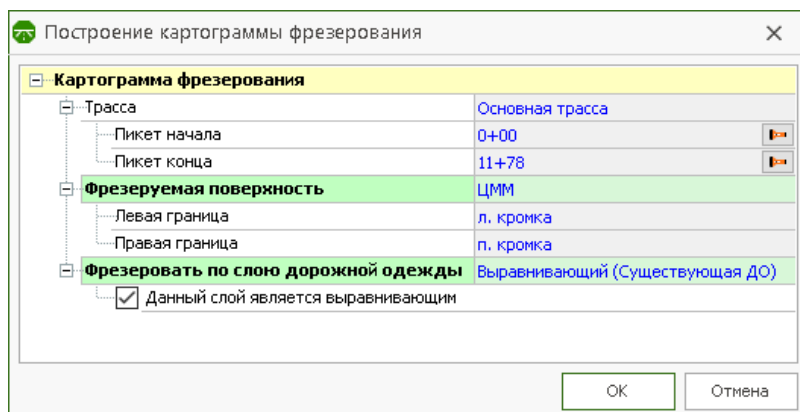 Построение картограммы фрезерования
Картограмма фрезерования
Трасса Основная трасса
Пикет начала 0+00
Пикет конца 11+78
Фрезеруемая поверхность ЦММ
Левая граница л. кромка
Правая граница п. кромка
Фрезеровать по слою дорожной одежды Выравнивающий (Существующая ДО)
Данный слой является выравнивающим
ОК Отмена